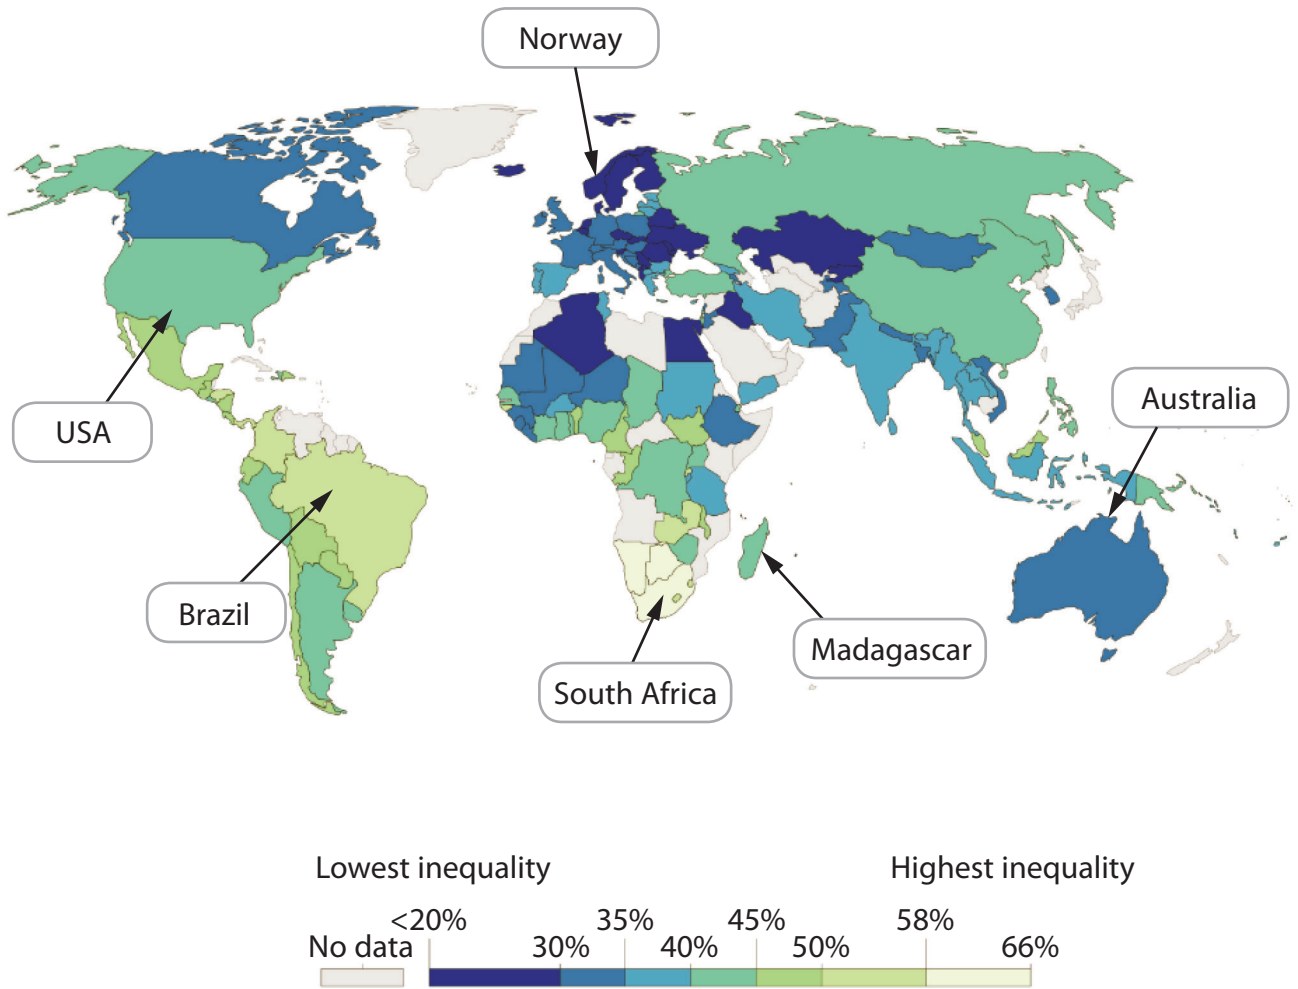 Norway
USA
Australia
Brazil
Madagascar
South Africa
Lowest inequality
Highest inequality
<20%
35%
45%
58%
No data
30%
40%
50%
66%